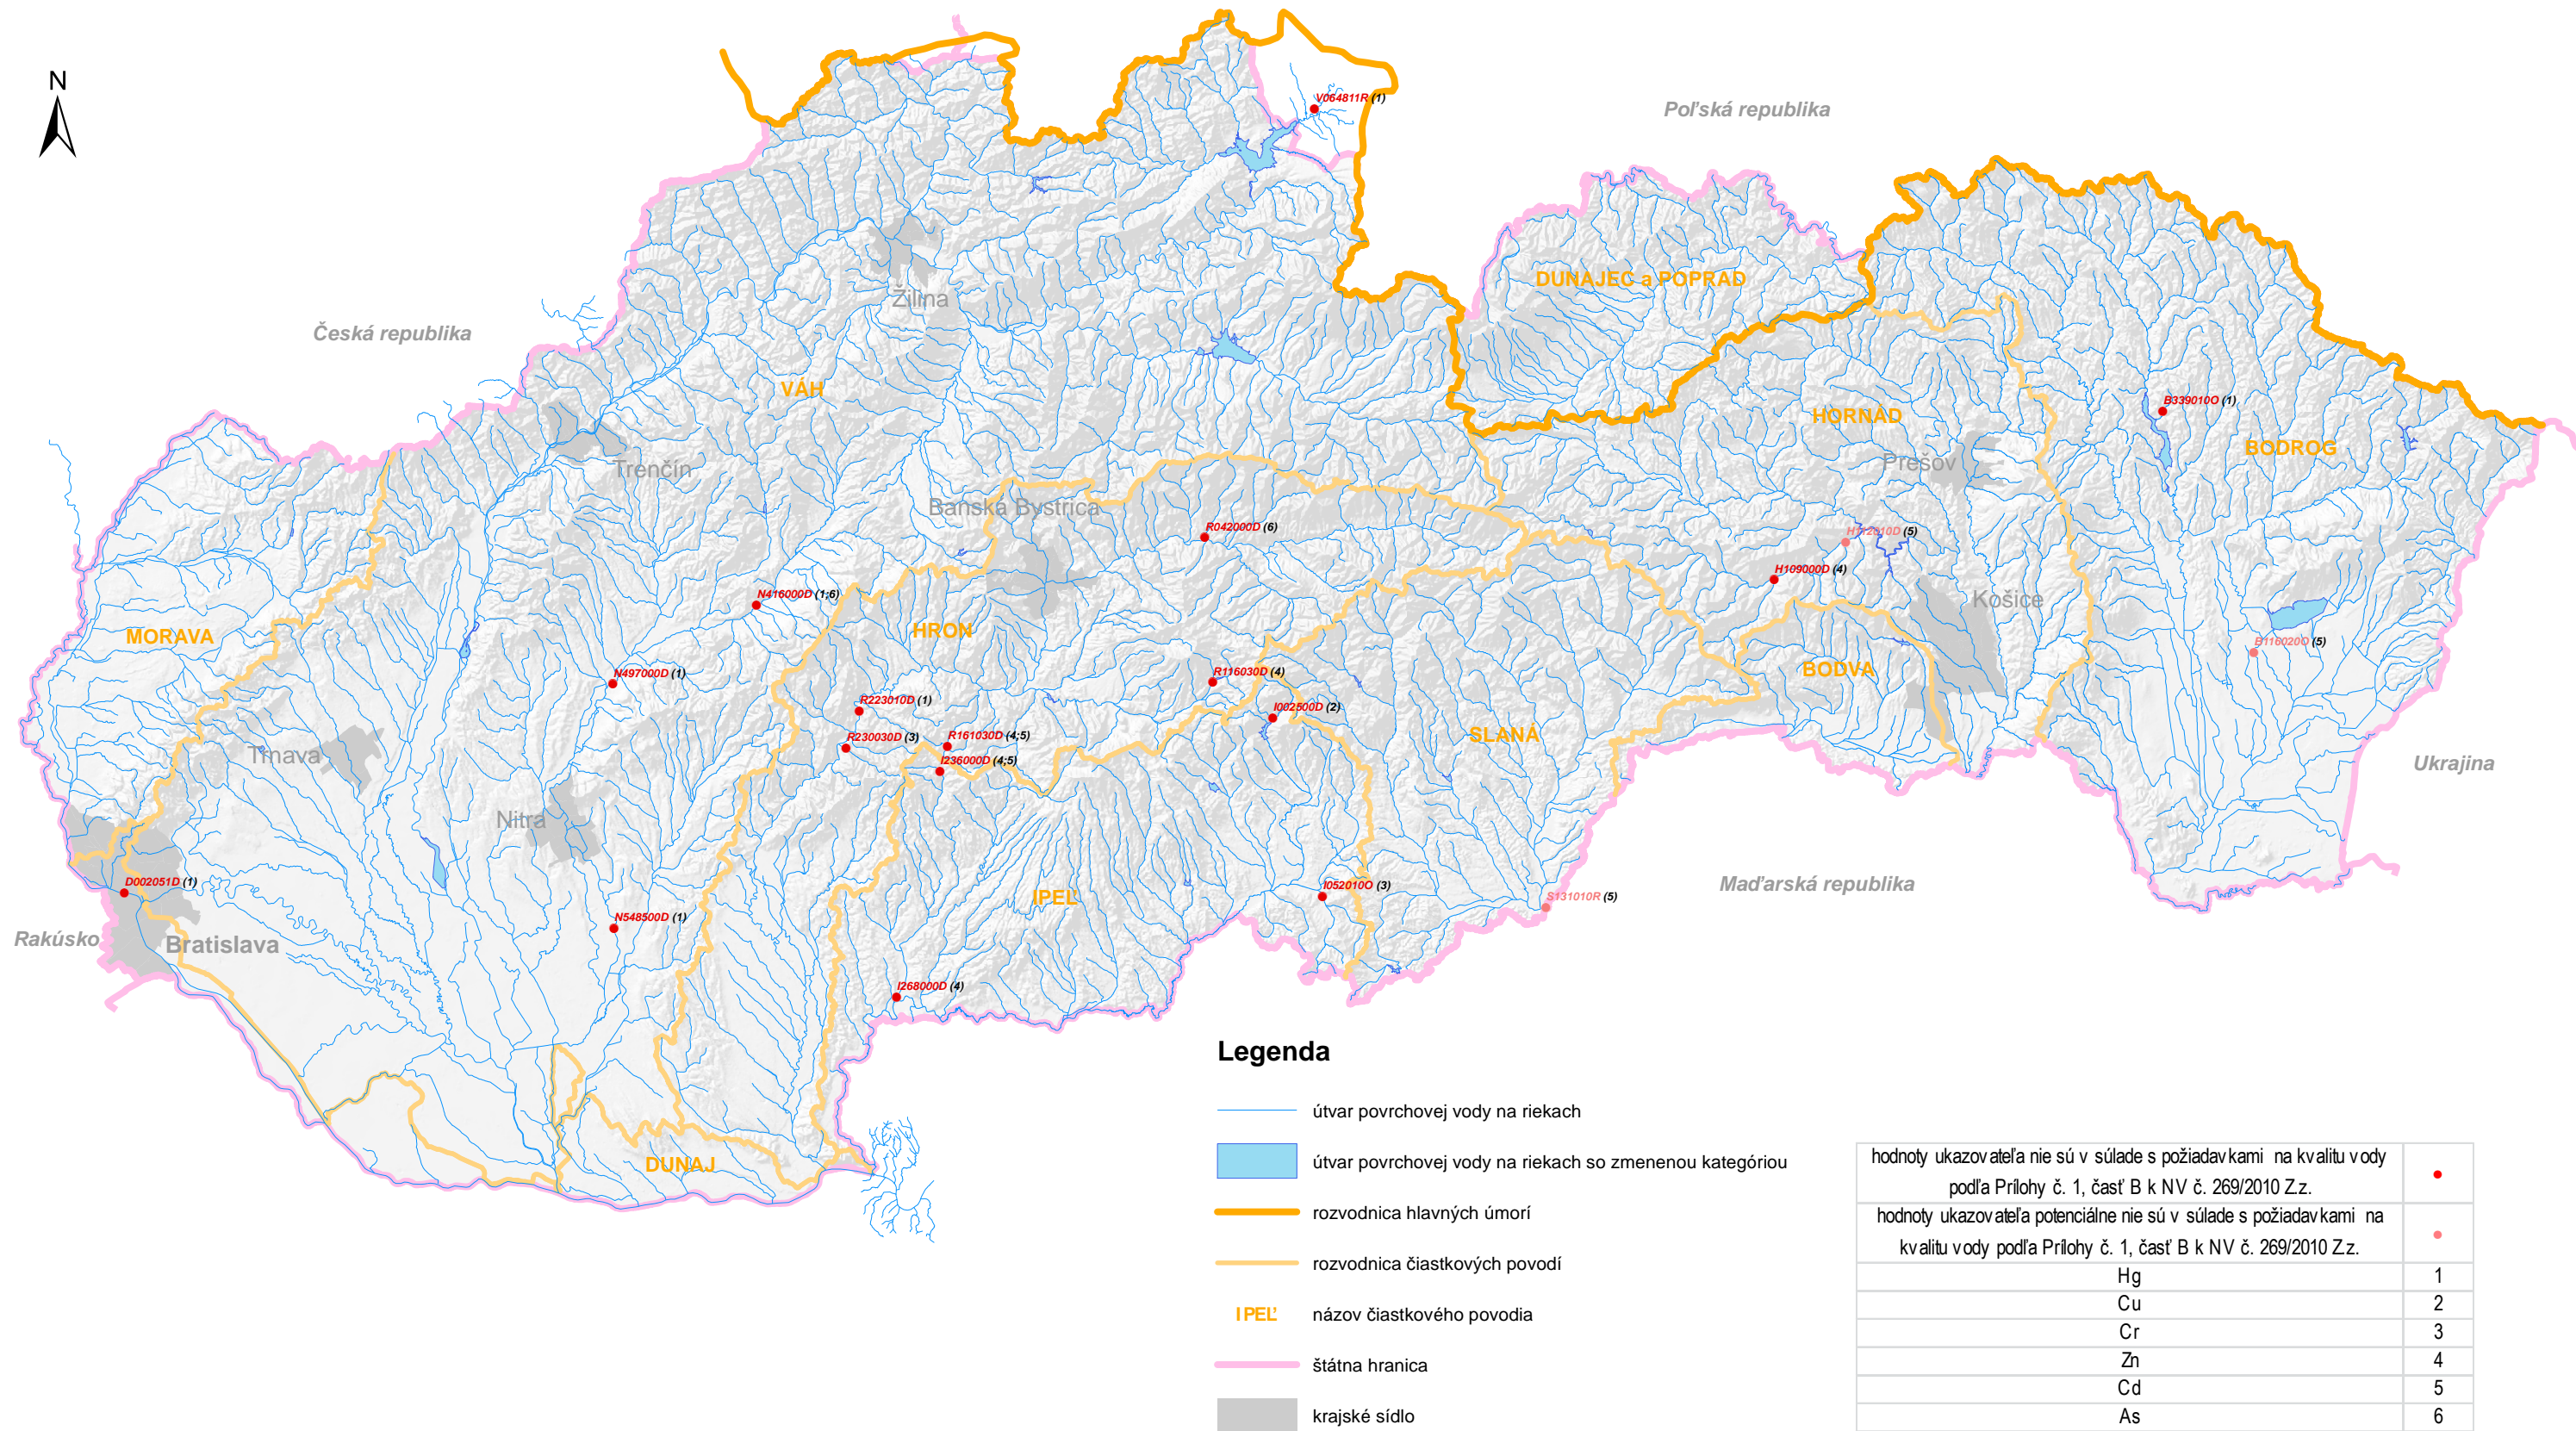 N
V064811R (1)
Poľská republika
DUNAJEC a POPRAD
Žilina
Česká republika
VÁH
B339010O (1)
HORNÁD
BODROG
Prešov
Trenčín
Banská Bystrica
R042000D (6)
H112010D (5)
H109000D (4)
N416000D (1;6)
Košice
HRON
MORAVA
B116020O (5)
BODVA
R116030D (4)
N497000D (1)
R223010D (1)
I002500D (2)
SLANÁ
R230030D (3)
R161030D (4;5)
Trnava
I236000D (4;5)
Ukrajina
Nitra
D002051D (1)
I052010O (3)
Maďarská republika
IPEĽ
S131010R (5)
N548500D (1)
Rakúsko
Bratislava
I268000D (4)
DUNAJ
Legenda
útvar povrchovej vody na riekach
útvar povrchovej vody na riekach so zmenenou kategóriou
rozvodnica hlavných úmorí
rozvodnica čiastkových povodí
IPEĽ názov čiastkového povodia
štátna hranica
krajské sídlo
hodnoty ukazovateľa nie sú v súlade s požiadavkami na kvalitu vody
podľa Prílohy č. 1, časť B k NV č. 269/2010 Z.z.
hodnoty ukazovateľa potenciálne nie sú v súlade s požiadavkami na
kvalitu vody podľa Prílohy č. 1, časť B k NV č. 269/2010 Z.z.
Hg 1
Cu 2
Cr 3
Zn 4
Cd 5
As 6